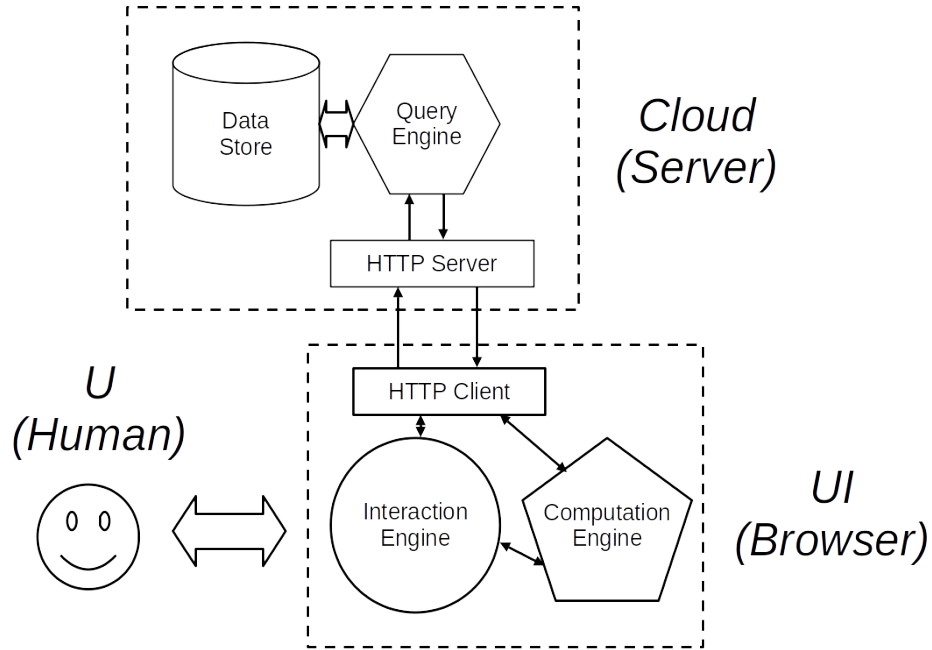 Data
Store
Query
Engine
Cloud
(Server)
HTTP Server
HTTP Client
U
(Human)
Interaction
Engine
Computation
Engine
UI
(Browser)